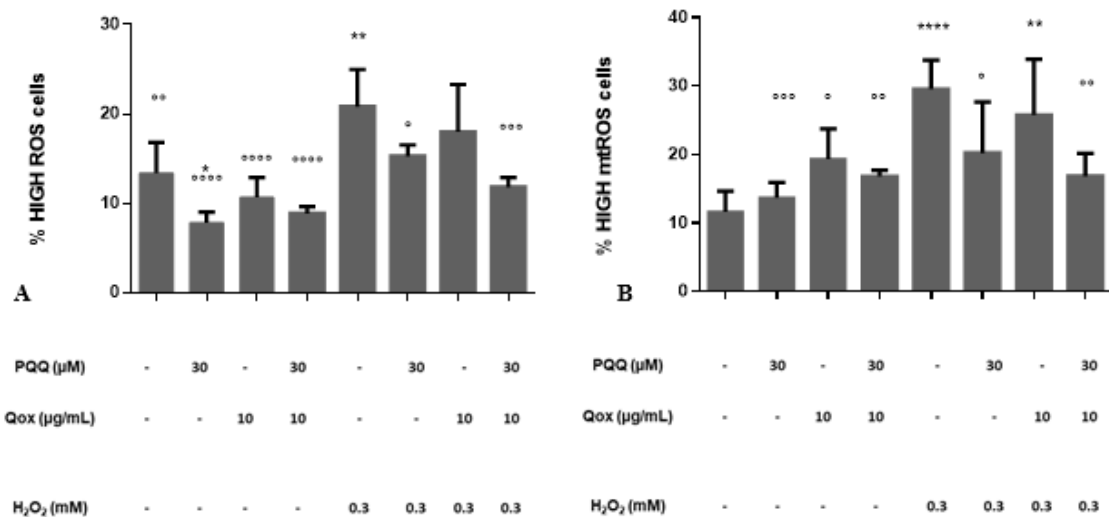 30
20
10
0
% HIGH ROS cells
°°
*
°°°°
°°°°
°°°°
**
°
°°°
A
PQQ (µM) - 30 - 30 - 30 - 30
Qox (µg/mL) - - 10 10 - - 10 10
H₂O₂ (mM) - - - - 0.3 0.3 0.3 0.3
40
30
20
10
0
% HIGH mtROS cells
°°°
°
°°
****
°
**
°°
B
PQQ (µM) - 30 - 30 - 30 - 30
Qox (µg/mL) - - 10 10 - - 10 10
H₂O₂ (mM) - - - - 0.3 0.3 0.3 0.3